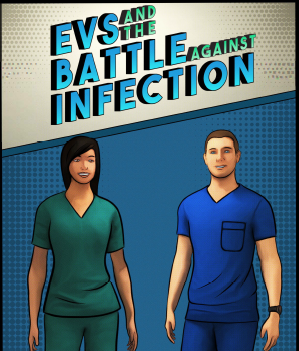 EVS AND THE
BATTLE AGAINST
INFECTION